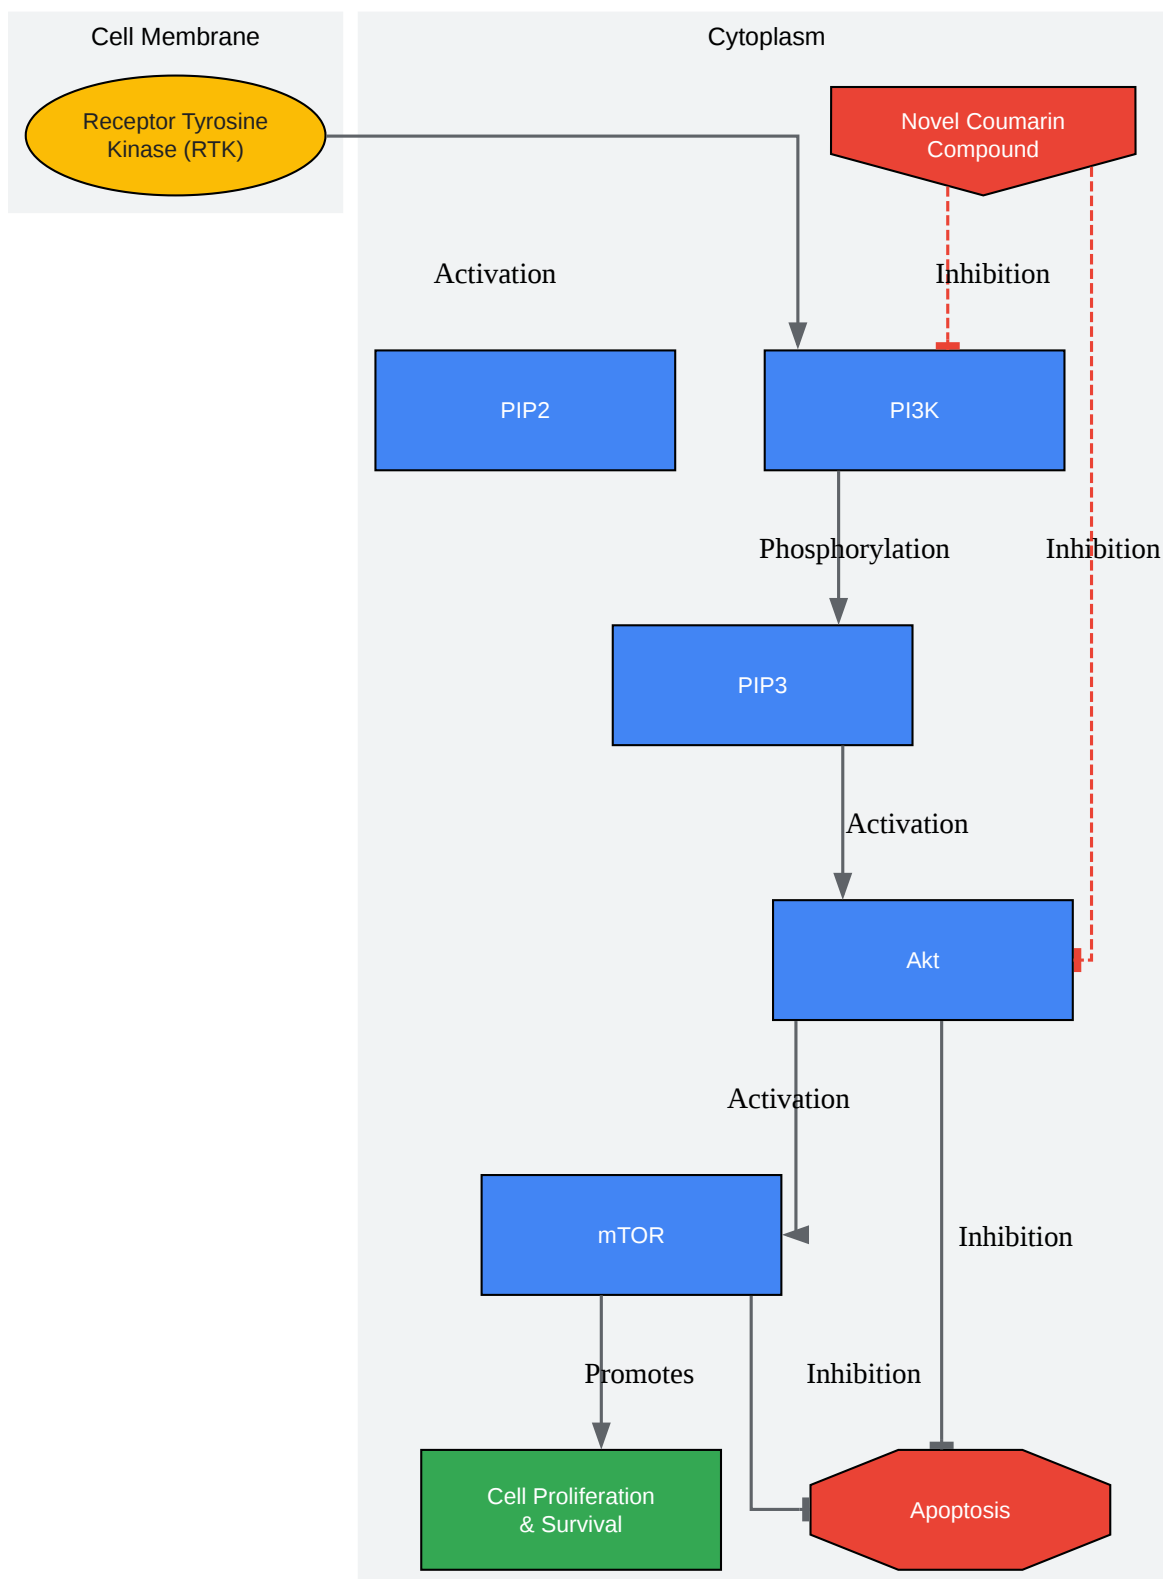 Cell Membrane
Cytoplasm
Receptor Tyrosine
Kinase (RTK)
Novel Coumarin
Compound
Activation
Inhibition
PIP2
PI3K
Phosphorylation
Inhibition
PIP3
Activation
Akt
Activation
mTOR
Inhibition
Promotes
Inhibition
Cell Proliferation
& Survival
Apoptosis